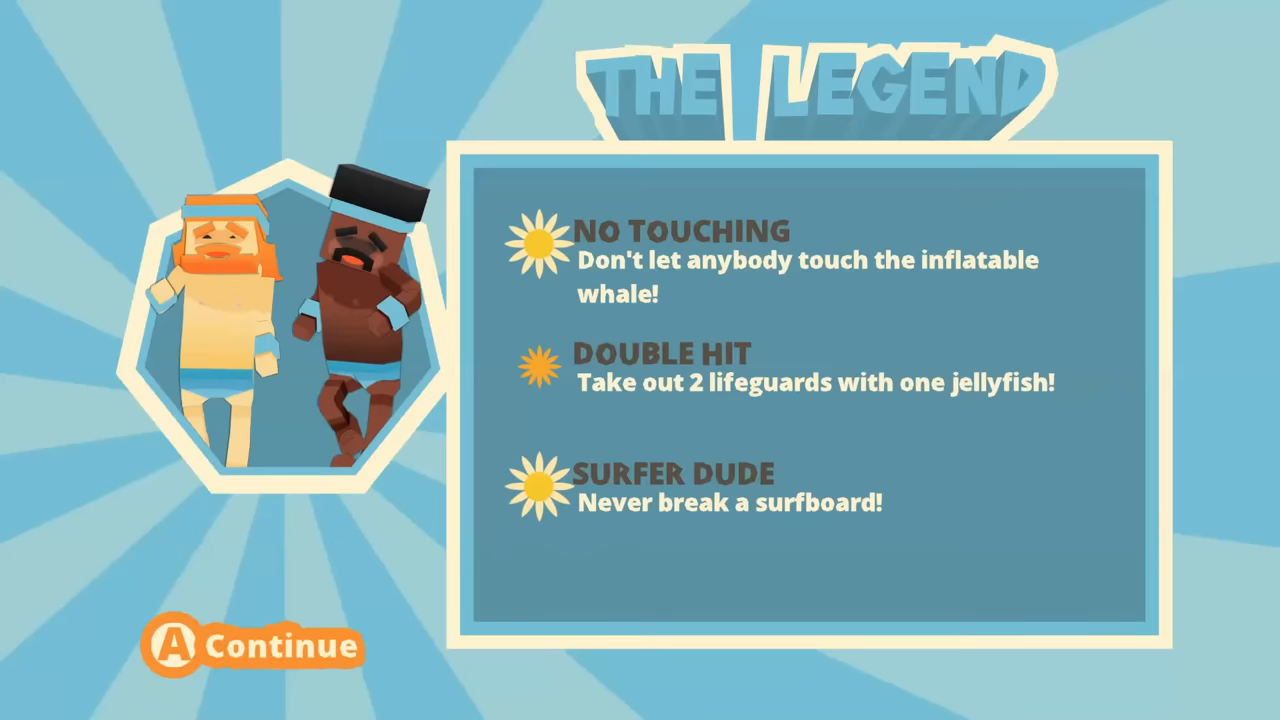 THE LEGEND
NO TOUCHING
Don't let anybody touch the inflatable
whale!
DOUBLE HIT
Take out 2 lifeguards with one jellyfish!
SURFER DUDE
Never break a surfboard!
A Continue